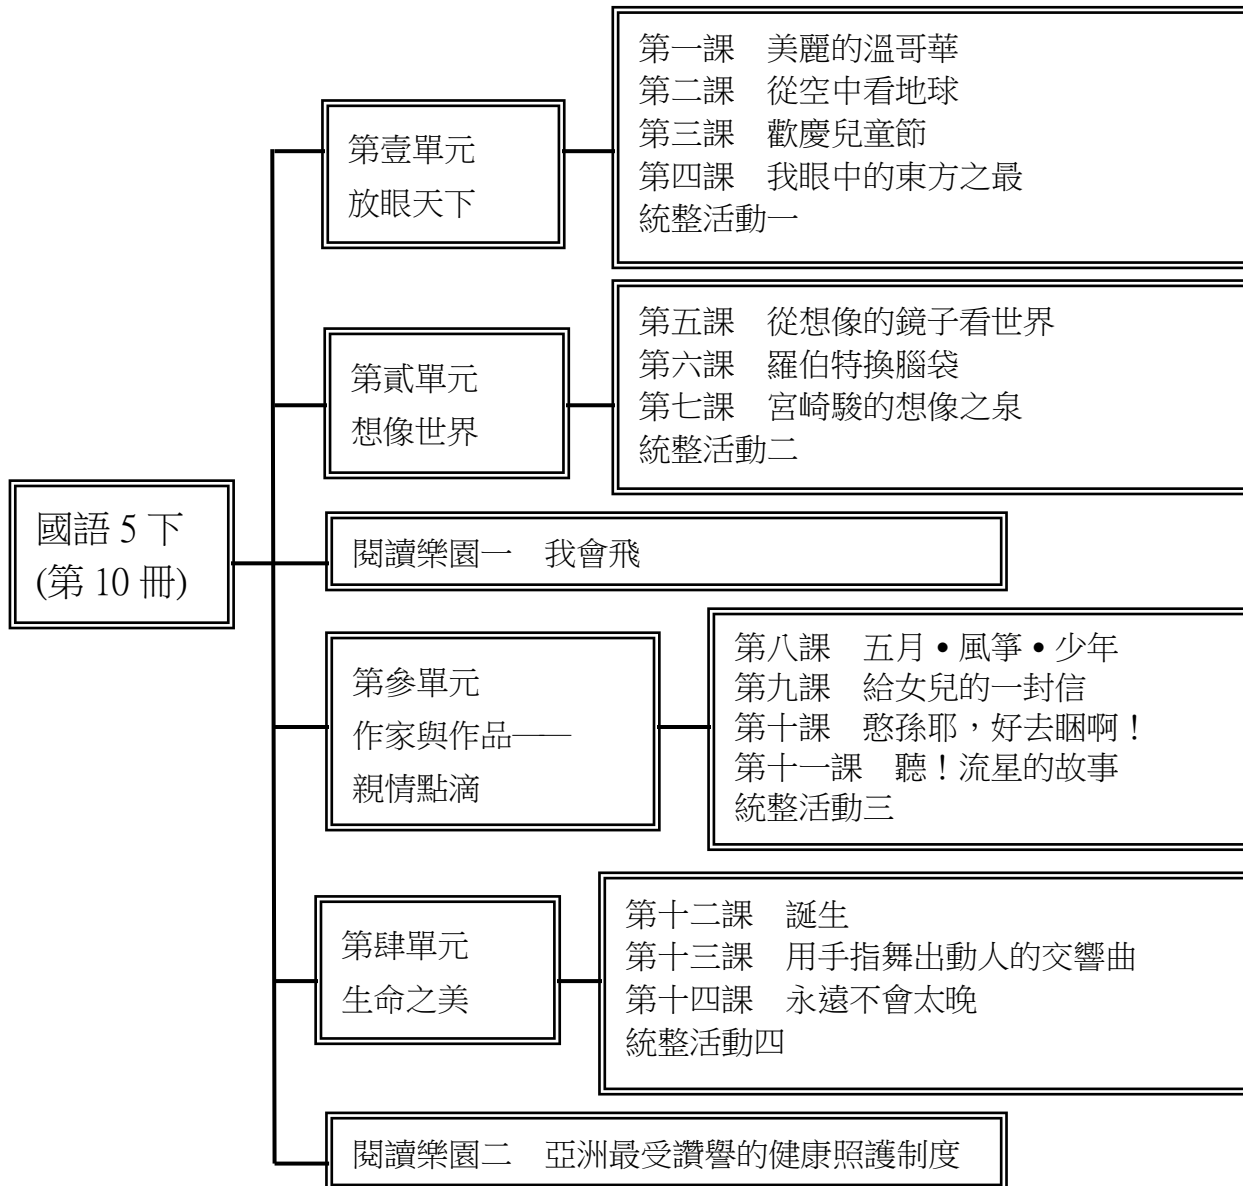 國語 5 下
(第 10 冊)
第壹單元
放眼天下
第一課　美麗的溫哥華
第二課　從空中看地球
第三課　歡慶兒童節
第四課　我眼中的東方之最
統整活動一
第貳單元
想像世界
第五課　從想像的鏡子看世界
第六課　羅伯特換腦袋
第七課　宮崎駿的想像之泉
統整活動二
閱讀樂園一　我會飛
第參單元
作家與作品——
親情點滴
第八課　五月•風箏•少年
第九課　給女兒的一封信
第十課　憨孫耶，好去睏啊！
第十一課　聽！流星的故事
統整活動三
第肆單元
生命之美
第十二課　誕生
第十三課　用手指舞出動人的交響曲
第十四課　永遠不會太晚
統整活動四
閱讀樂園二　亞洲最受讚譽的健康照護制度